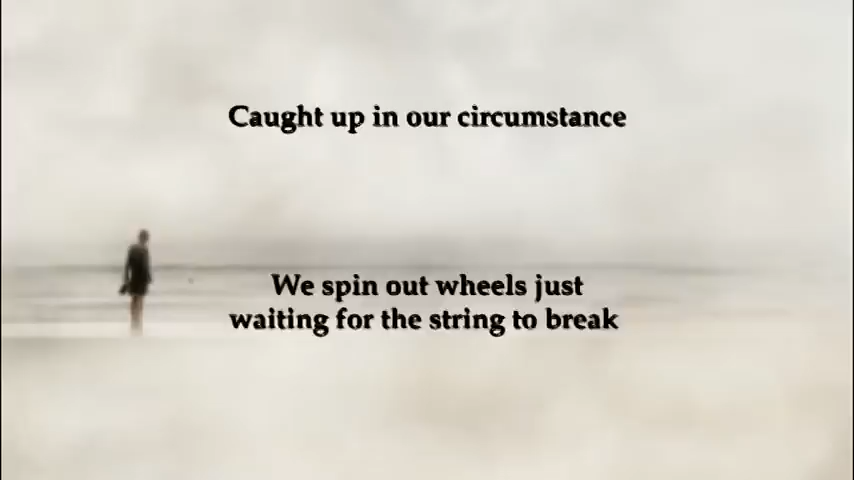 Caught up in our circumstance
We spin out wheels just
waiting for the string to break